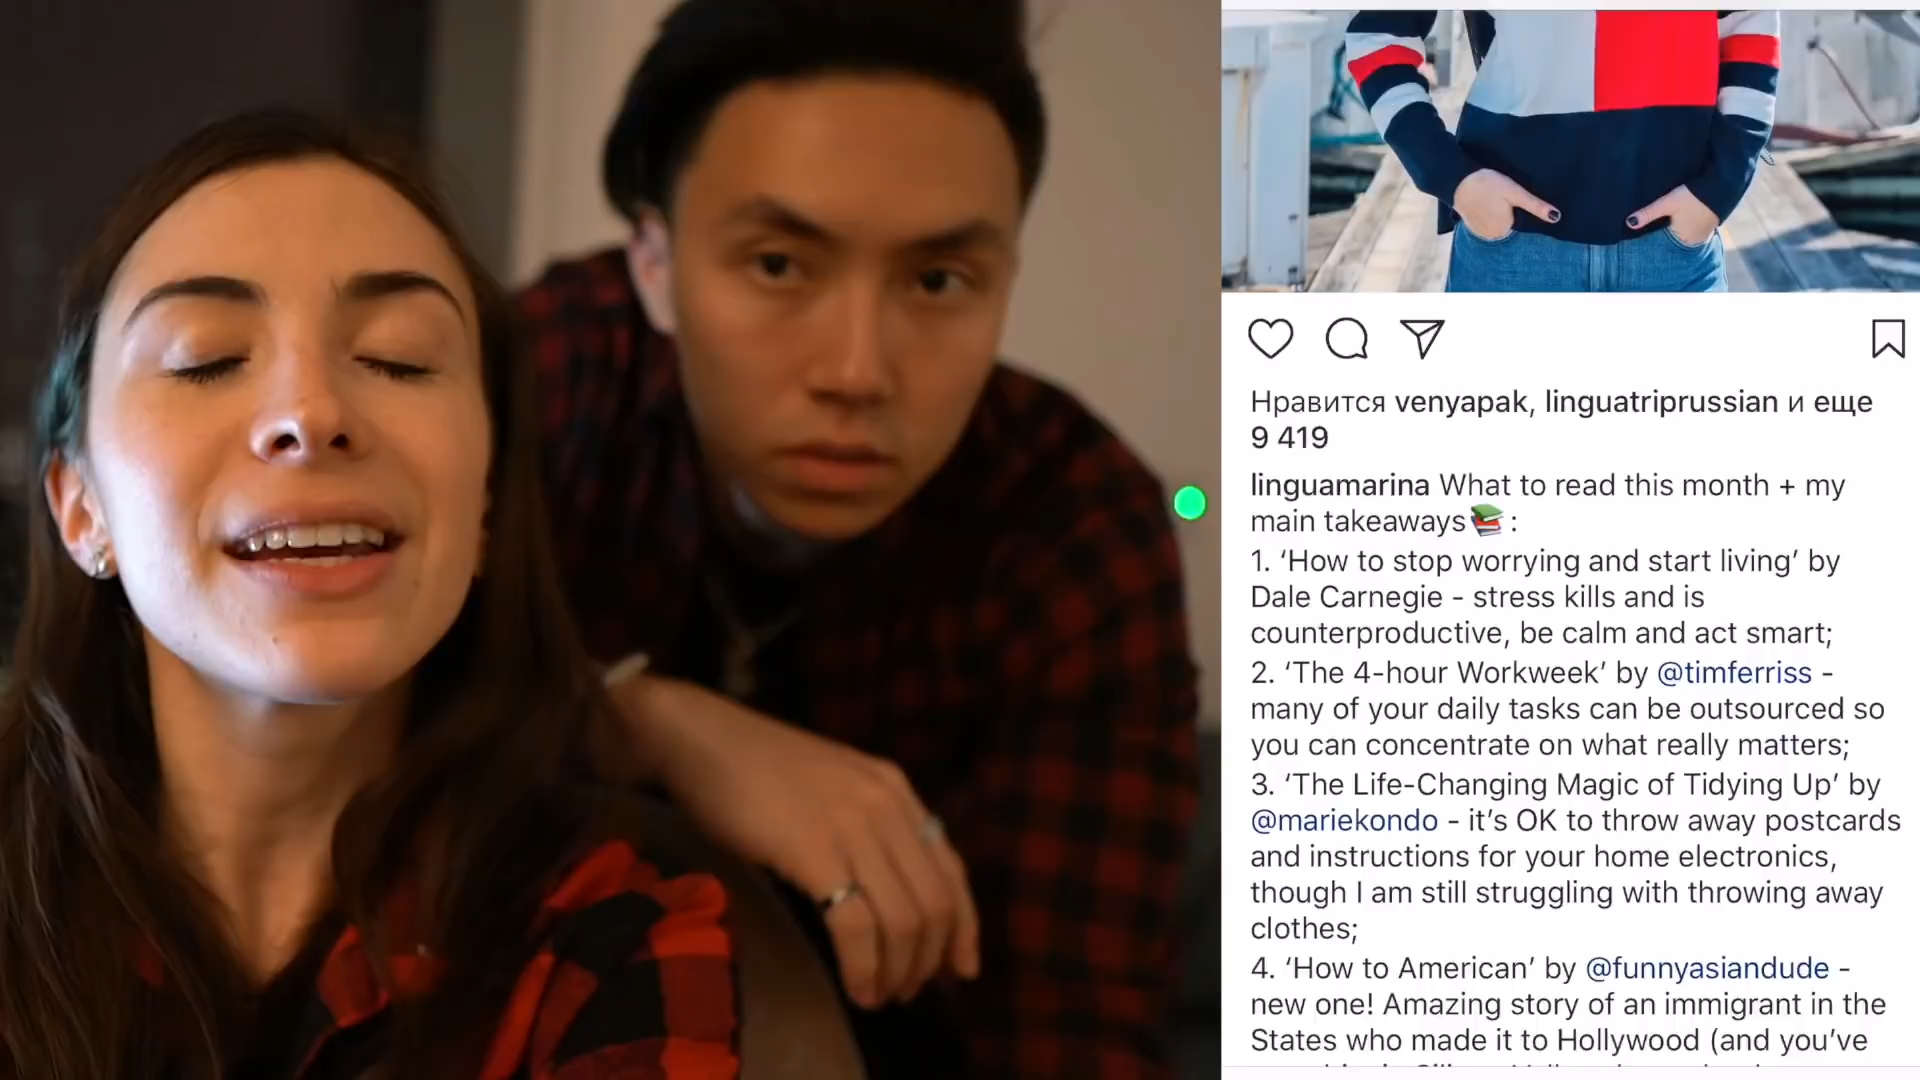 Нравится venyapak, linguatriprussian и еще
9 419
linguamarina What to read this month + my
main takeaways📚 :
1. ‘How to stop worrying and start living’ by
Dale Carnegie - stress kills and is
counterproductive, be calm and act smart;
2. ‘The 4-hour Workweek’ by @timferriss -
many of your daily tasks can be outsourced so
you can concentrate on what really matters;
3. ‘The Life-Changing Magic of Tidying Up’ by
@mariekondo - it’s OK to throw away postcards
and instructions for your home electronics,
though I am still struggling with throwing away
clothes;
4. ‘How to American’ by @funnyasiandude -
new one! Amazing story of an immigrant in the
States who made it to Hollywood (and you’ve